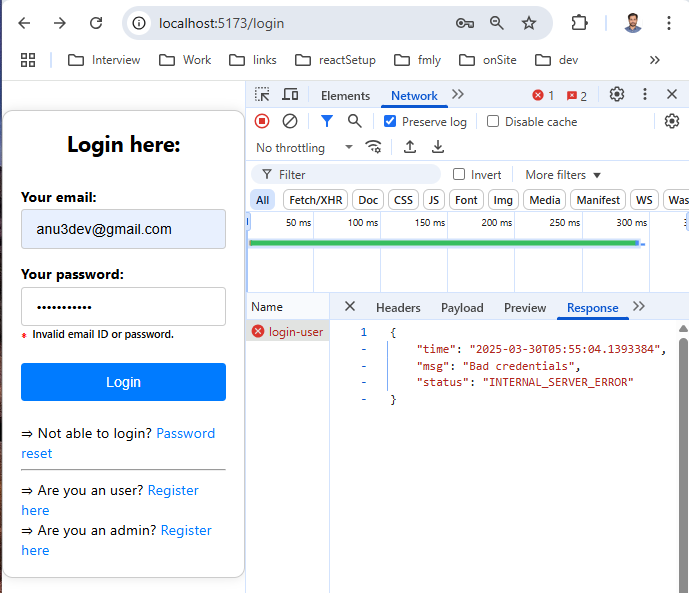 localhost:5173/login
Interview Work links reactSetup fmly onSite dev »
Login here:
Your email:
anu3dev@gmail.com
Your password:
•••••••••••
* Invalid email ID or password.
Login
⇒ Not able to login? Password
reset
⇒ Are you an user? Register
here
⇒ Are you an admin? Register
here
Elements Network » 1 2
Preserve log Disable cache
No throttling
Filter Invert More filters
All Fetch/XHR Doc CSS JS Font Img Media Manifest WS Was
50 ms 100 ms 150 ms 200 ms 250 ms 300 ms
Name Headers Payload Preview Response »
login-user
1 {
- "time": "2025-03-30T05:55:04.1393384",
- "msg": "Bad credentials",
- "status": "INTERNAL_SERVER_ERROR"
- }